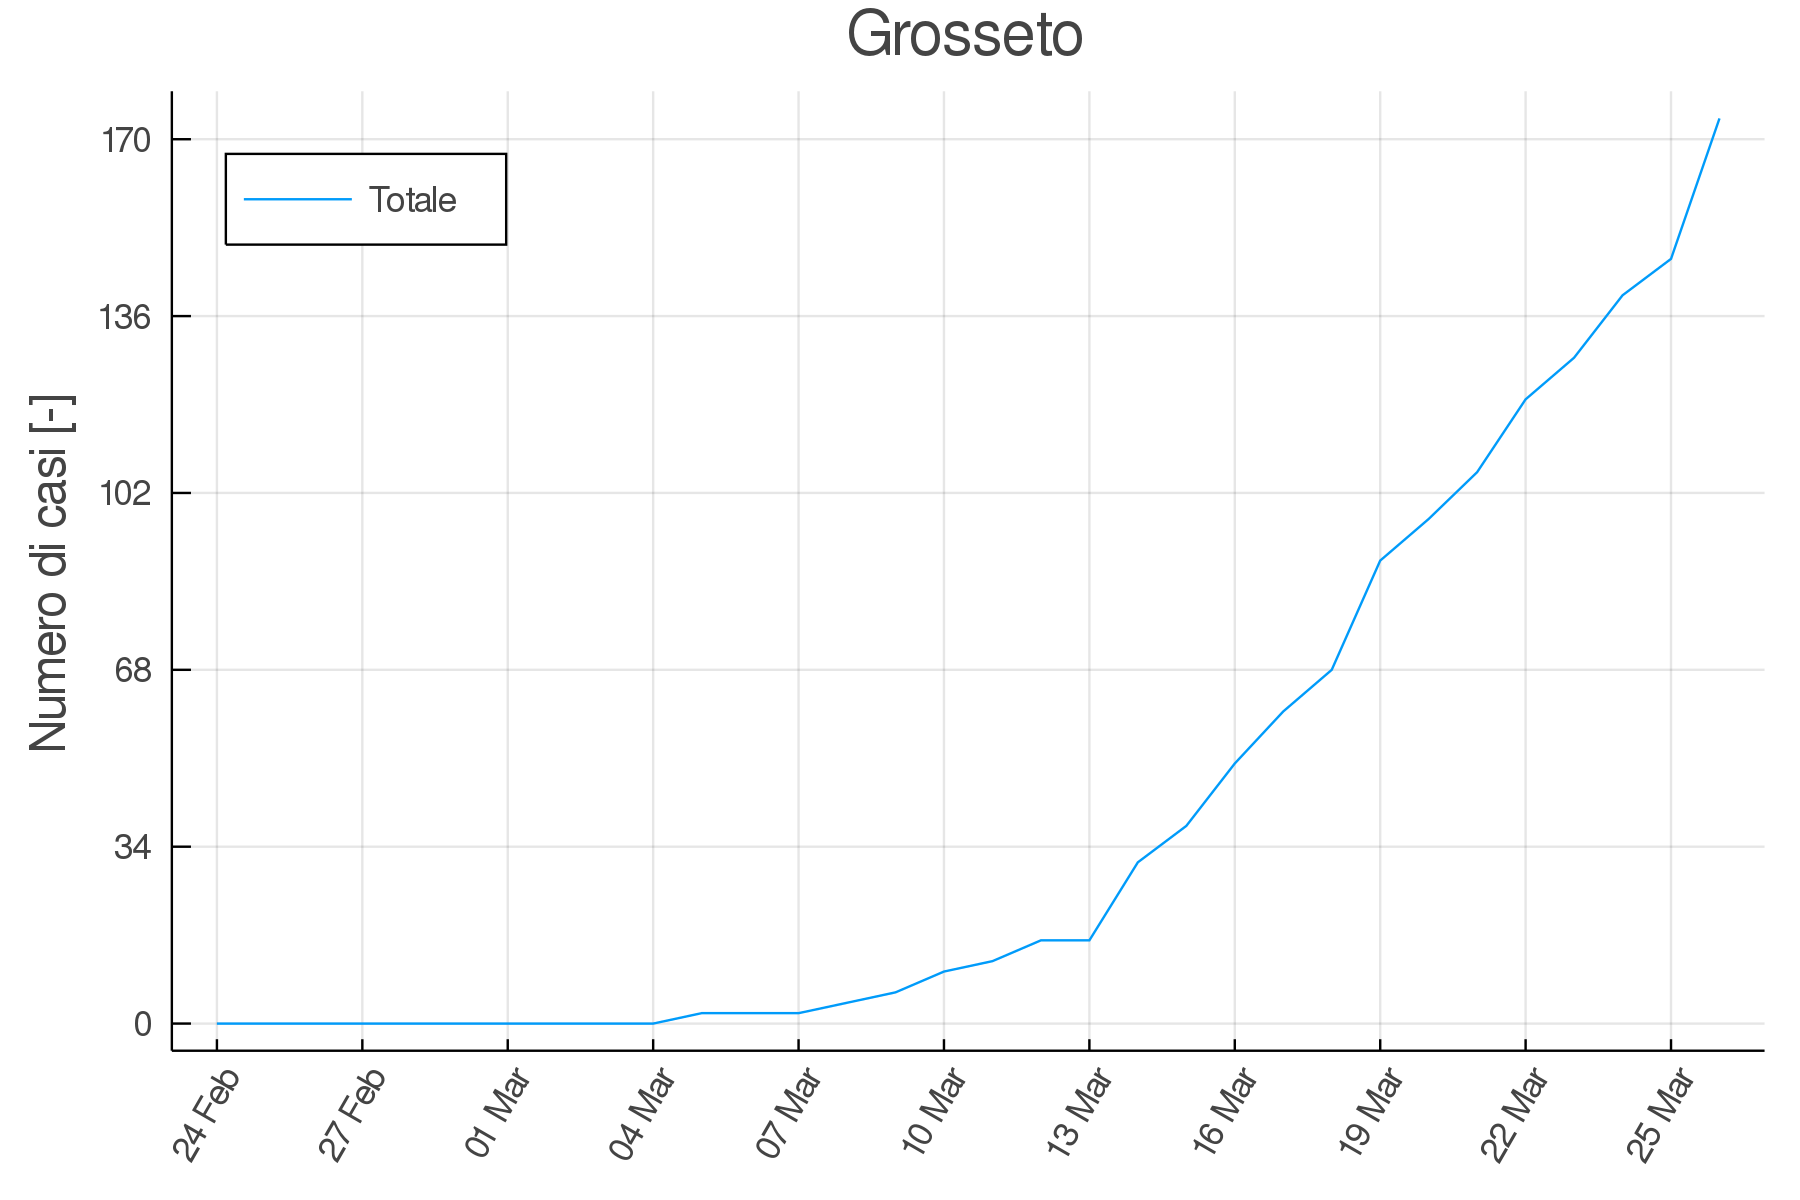 Grosseto
Numero di casi [-]
170
136
102
68
34
0
Totale
24 Feb
27 Feb
01 Mar
04 Mar
07 Mar
10 Mar
13 Mar
16 Mar
19 Mar
22 Mar
25 Mar